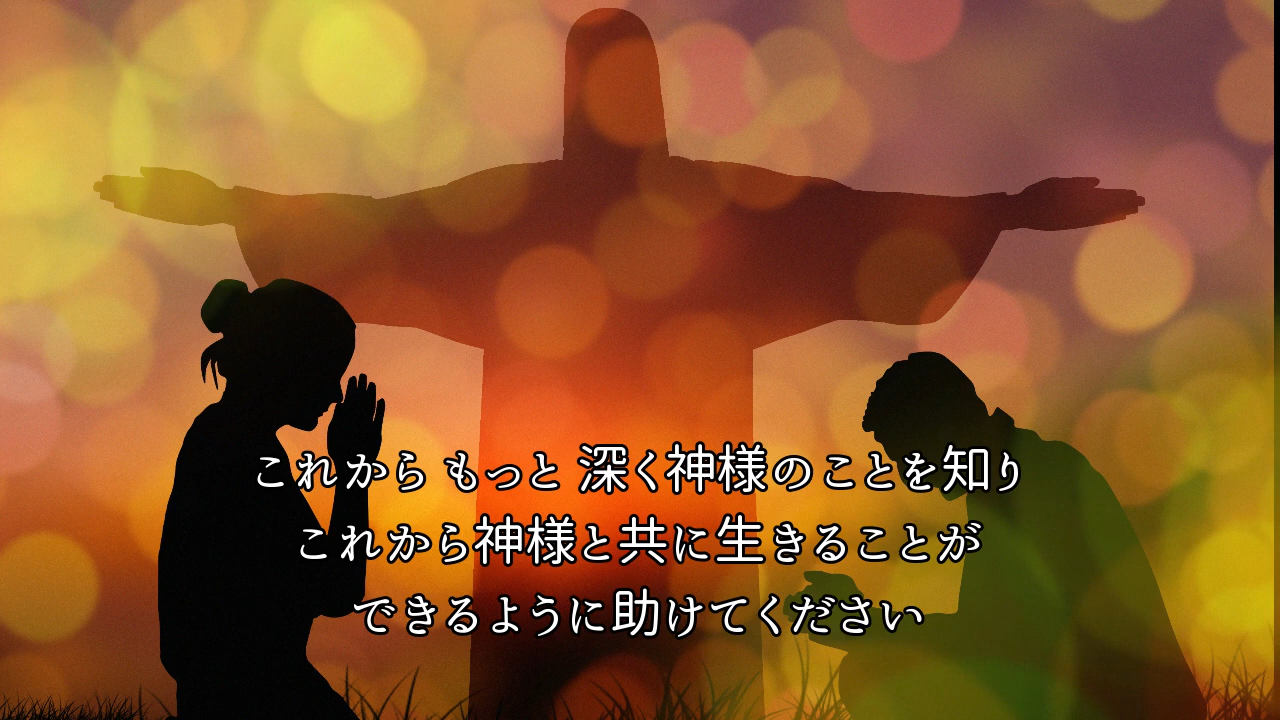 これから もっと 深く神様のことを知り
これから神様と共に生きることが
できるように助けてください